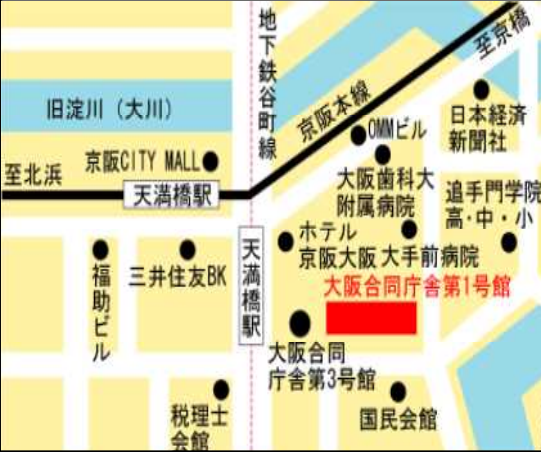 地下鉄谷町線
至京橋
京阪本線
旧淀川（大川）
OMMビル
日本経済
新聞社
京阪CITY MALL
至北浜
天満橋駅
大阪歯科大
附属病院
追手門学院
高・中・小
ホテル
京阪大阪
大手前病院
天満橋駅
福助ビル
三井住友BK
大阪合同庁舎第1号館
大阪合同
庁舎第3号館
税理士
会館
国民会館